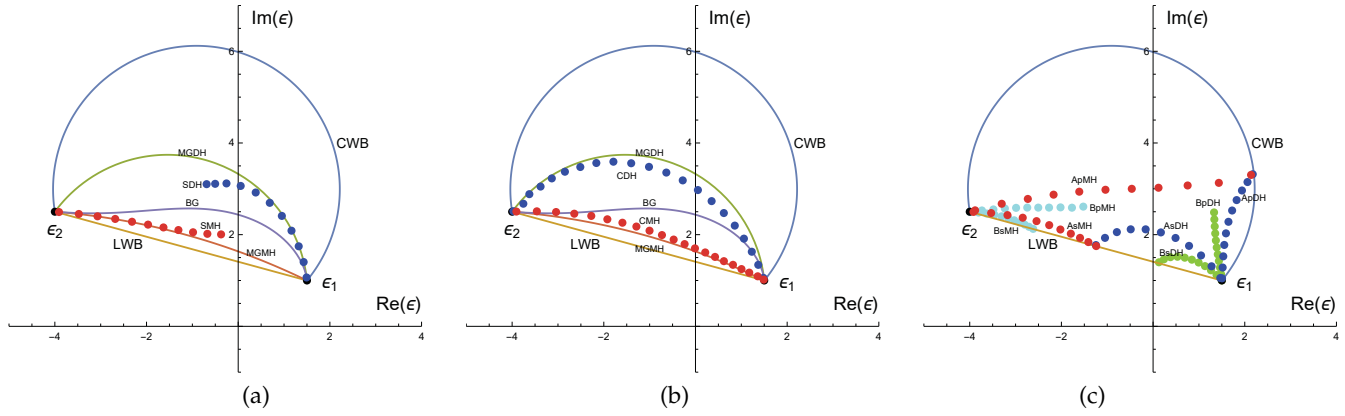 Im(ϵ)
6
CWB
4
MGDH
SDH
BG
2
SMH
ϵ2
LWB
MGMH
ϵ1
Re(ϵ)
-4
-2
2
4
(a)
Im(ϵ)
6
CWB
4
MGDH
CDH
BG
2
CMH
ϵ2
LWB
MGMH
ϵ1
Re(ϵ)
-4
-2
2
4
(b)
Im(ϵ)
6
CWB
4
ApMH
ApDH
BpMH
BpDH
2
AsMH
AsDH
BsMH
ϵ2
LWB
BsDH
ϵ1
Re(ϵ)
-4
-2
2
4
(c)